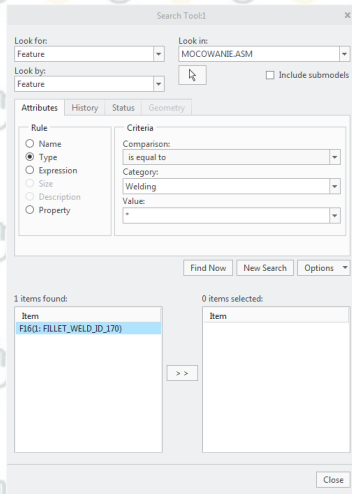 Search Tool:1
Look for:
Look in:
Feature
MOCOWANIE.ASM
Look by:
Feature
Include submodels
Attributes History Status Geometry
Rule
Name
Type
Expression
Size
Description
Property
Criteria
Comparison:
is equal to
Category:
Welding
Value:
*
Find Now New Search Options
1 items found:
0 items selected:
Item
Item
F16(1: FILLET_WELD_ID_170)
> >
Close